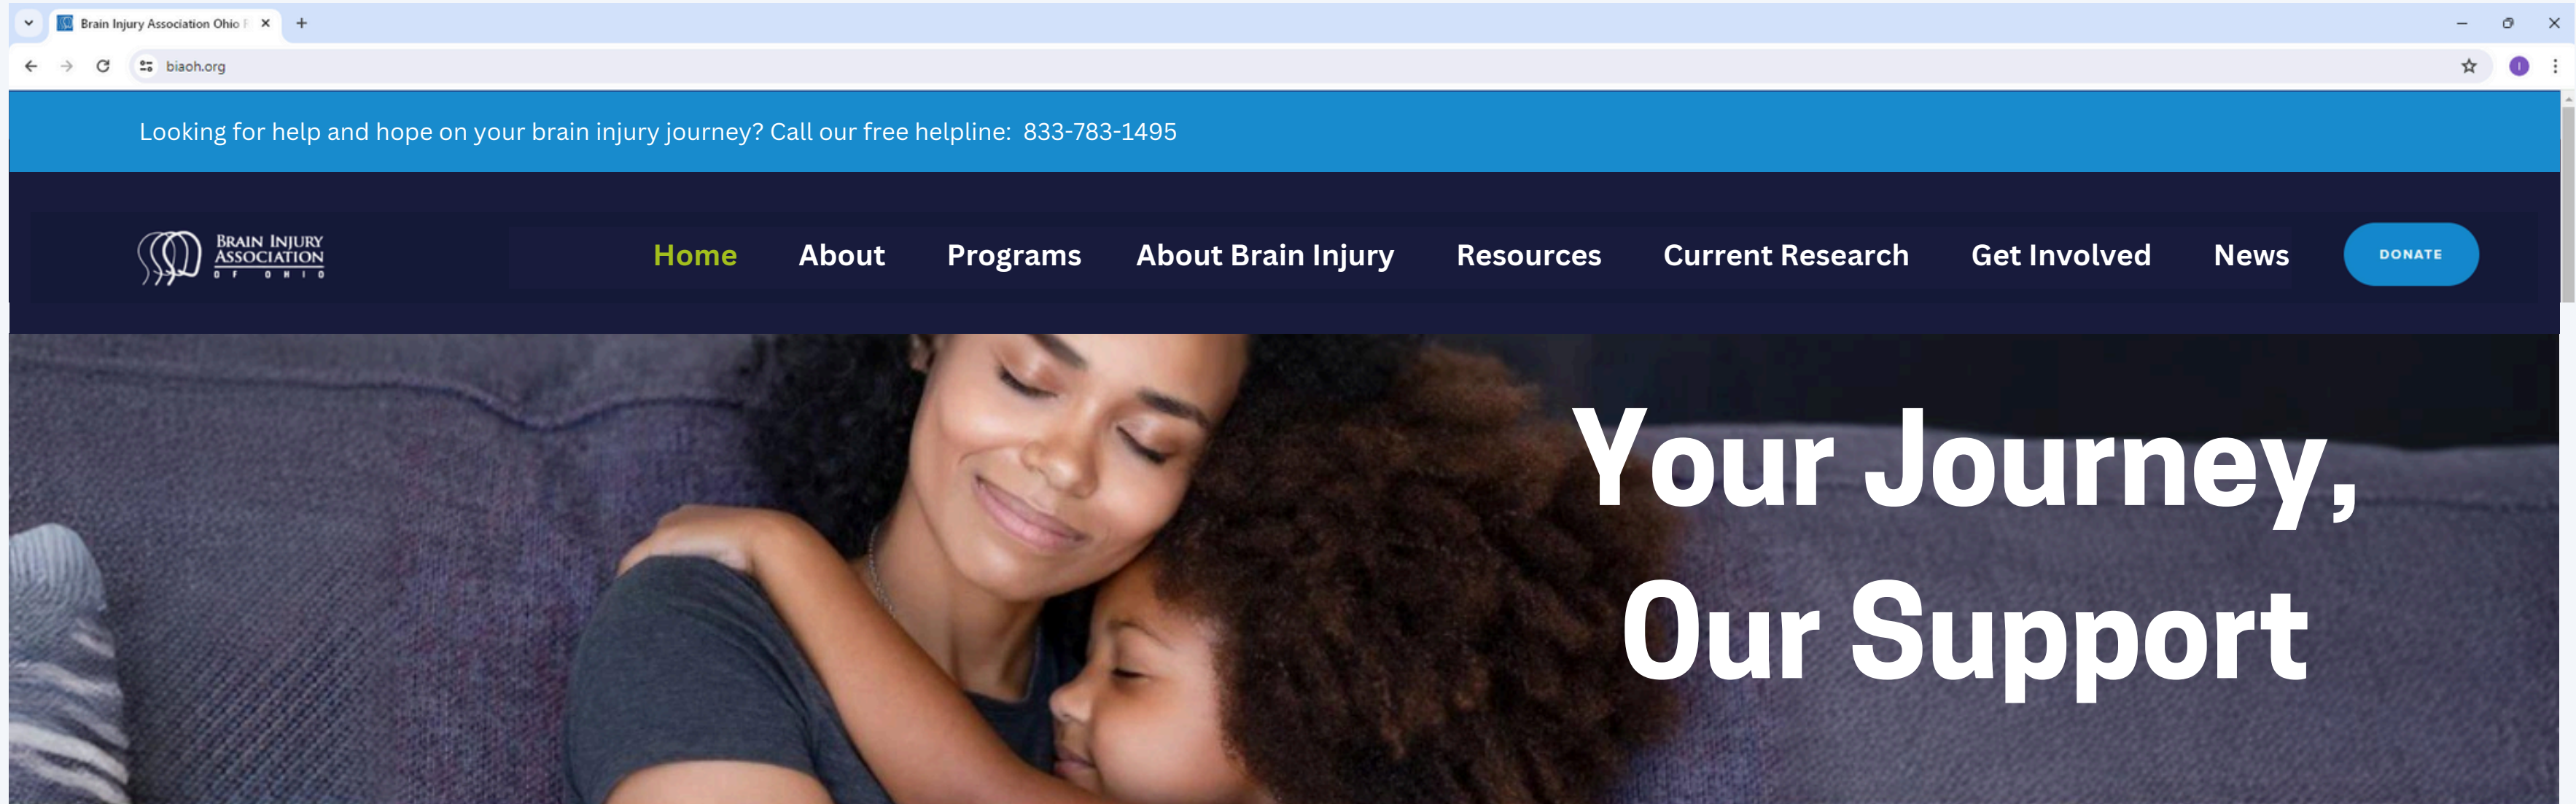 Brain Injury Association Ohio
biaoh.org
Looking for help and hope on your brain injury journey? Call our free helpline: 833-783-1495
BRAIN INJURY
ASSOCIATION
OF OHIO
Home About Programs About Brain Injury Resources Current Research Get Involved News DONATE
Your Journey,
Our Support